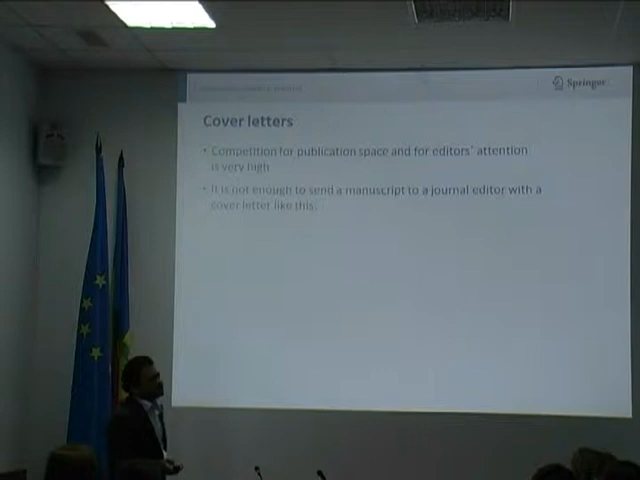 Springer
Cover letters
Competition for publication space and for editors' attention
is very high
It is not enough to send a manuscript to a journal editor with a
cover letter like this: